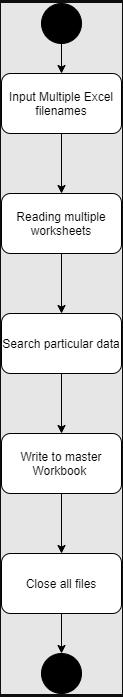 Input Multiple Excel
filenames
Reading multiple
worksheets
Search particular data
Write to master
Workbook
Close all files